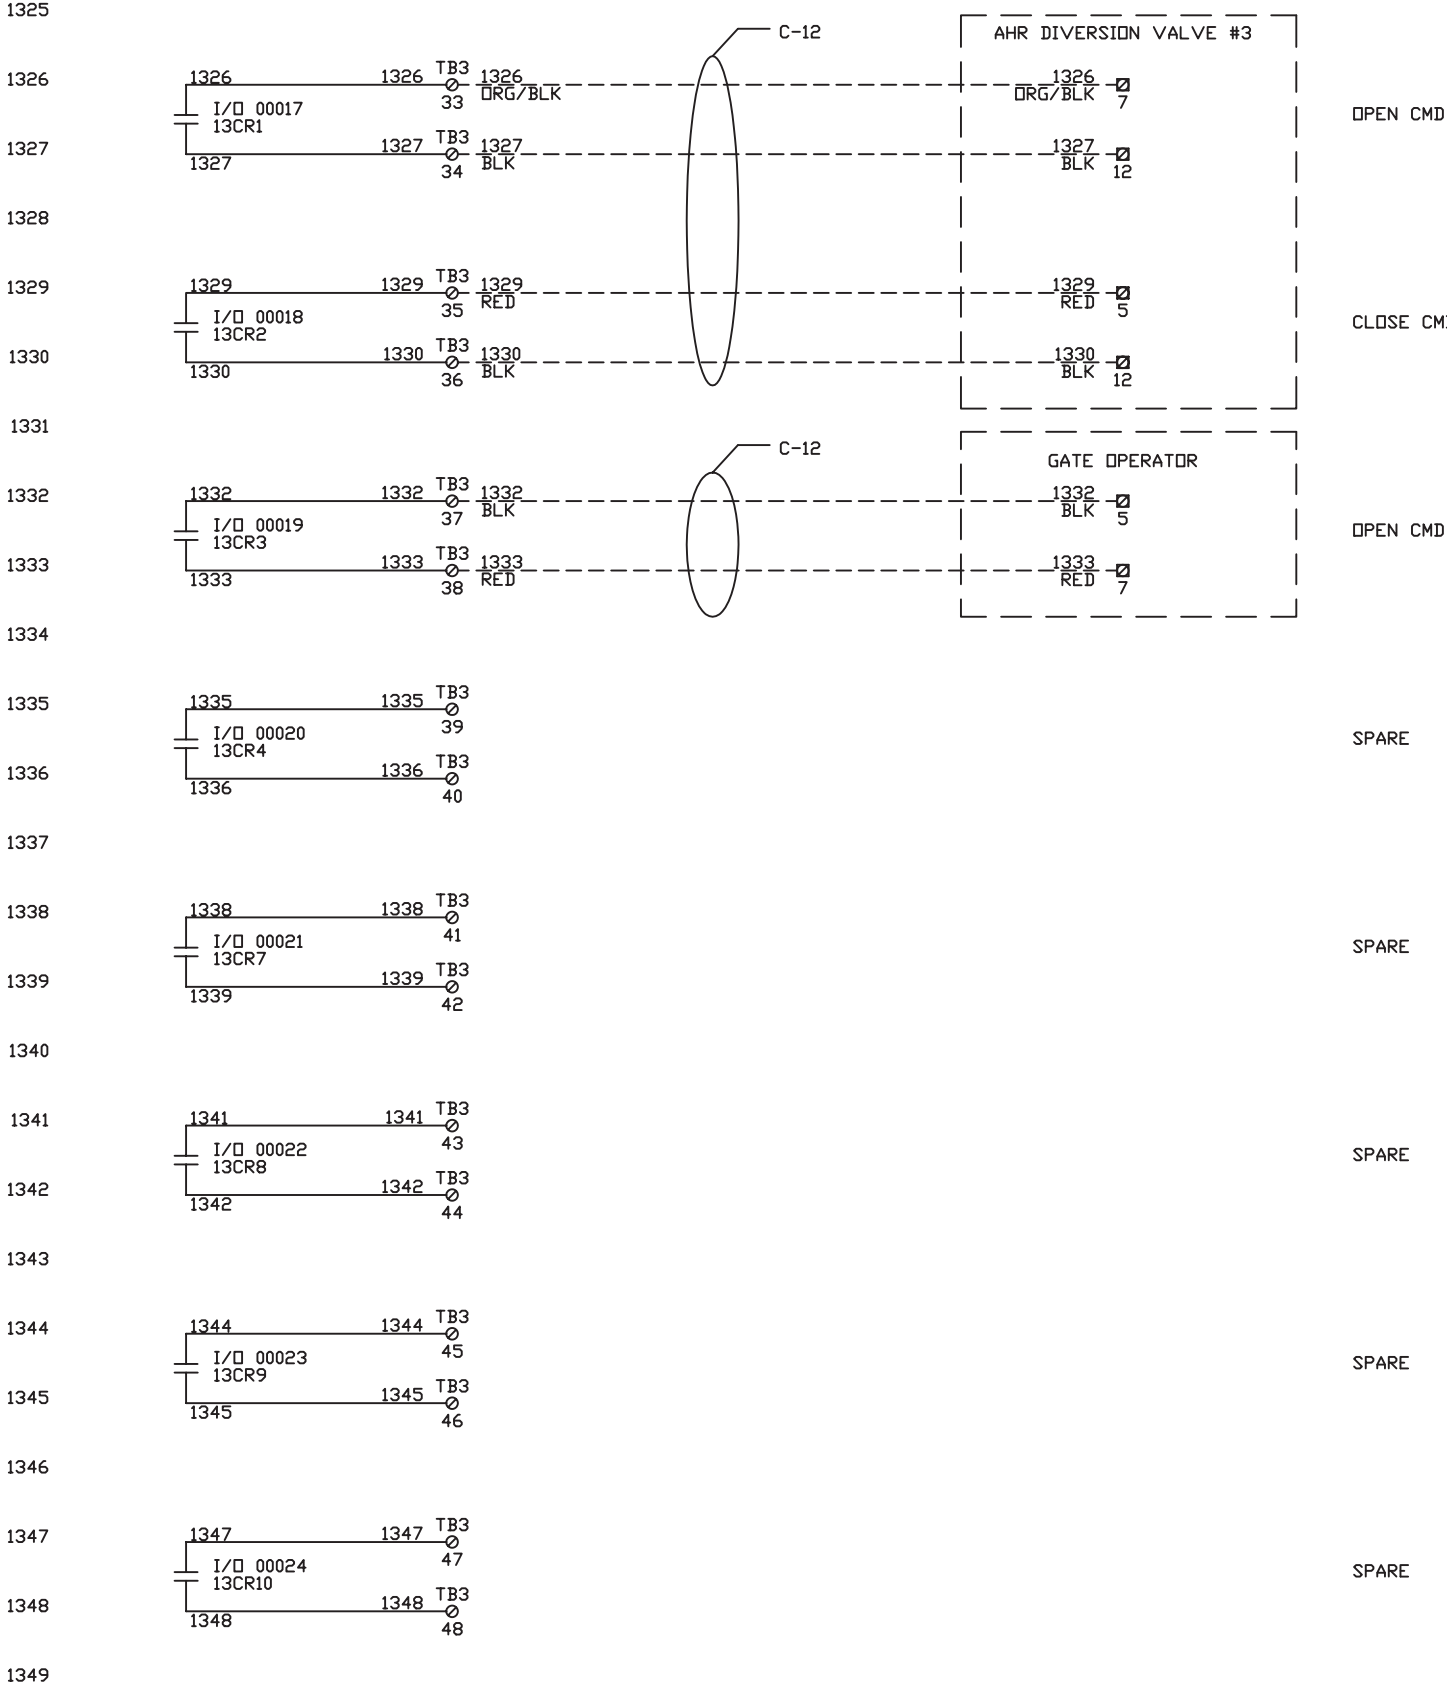 1325
C-12
AHR DIVERSION VALVE #3
1326
1326
1326
TB3
33
1326
ORG/BLK
1326
ORG/BLK
7
I/O 00017
13CR1
OPEN CMD
1327
1327
1327
TB3
34
1327
BLK
1327
BLK
12
1328
1329
1329
1329
TB3
35
1329
RED
1329
RED
5
I/O 00018
13CR2
CLOSE
1330
1330
1330
TB3
36
1330
BLK
1330
BLK
12
1331
C-12
GATE OPERATOR
1332
1332
1332
TB3
37
1332
BLK
1332
BLK
5
I/O 00019
13CR3
OPEN CMD
1333
1333
1333
TB3
38
1333
RED
1333
RED
7
1334
1335
1335
1335
TB3
39
I/O 00020
13CR4
SPARE
1336
1336
1336
TB3
40
1337
1338
1338
1338
TB3
41
I/O 00021
13CR7
SPARE
1339
1339
1339
TB3
42
1340
1341
1341
1341
TB3
43
I/O 00022
13CR8
SPARE
1342
1342
1342
TB3
44
1343
1344
1344
1344
TB3
45
I/O 00023
13CR9
SPARE
1345
1345
1345
TB3
46
1346
1347
1347
1347
TB3
47
I/O 00024
13CR10
SPARE
1348
1348
1348
TB3
48
1349